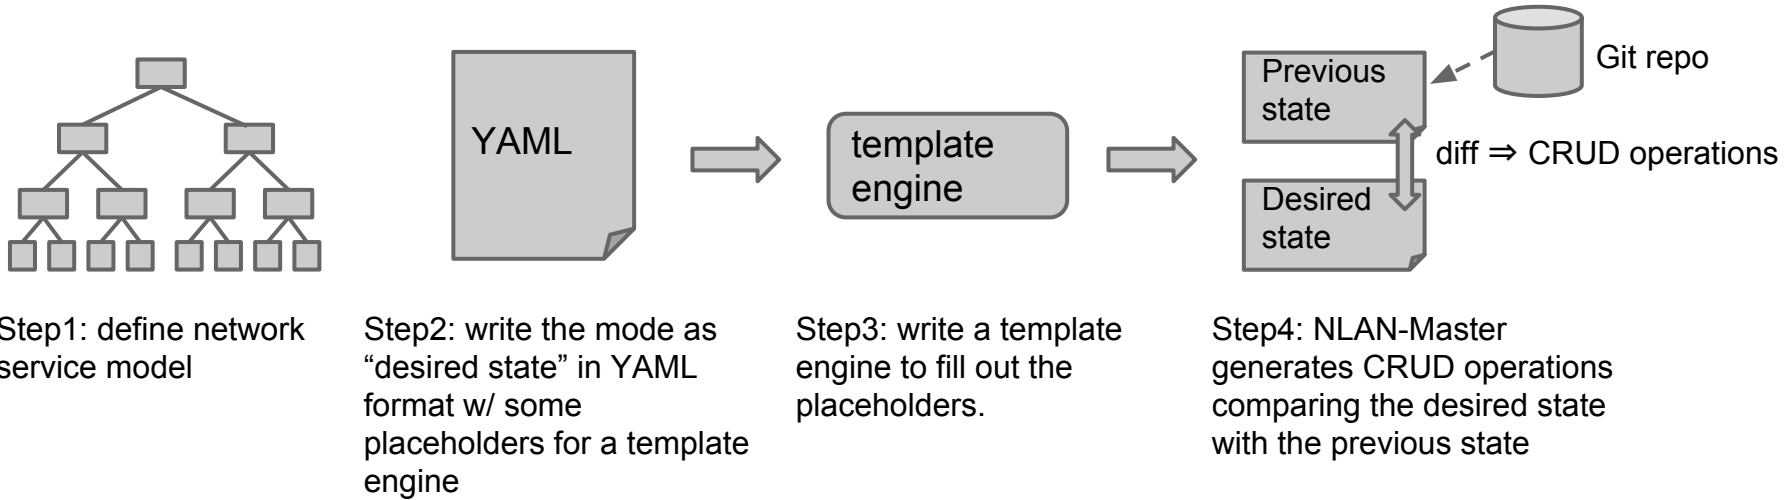 YAML
template
engine
Previous
state
Git repo
diff ⇒ CRUD operations
Desired
state
Step1: define network
service model
Step2: write the mode as
“desired state” in YAML
format w/ some
placeholders for a template
engine
Step3: write a template
engine to fill out the
placeholders.
Step4: NLAN-Master
generates CRUD operations
comparing the desired state
with the previous state